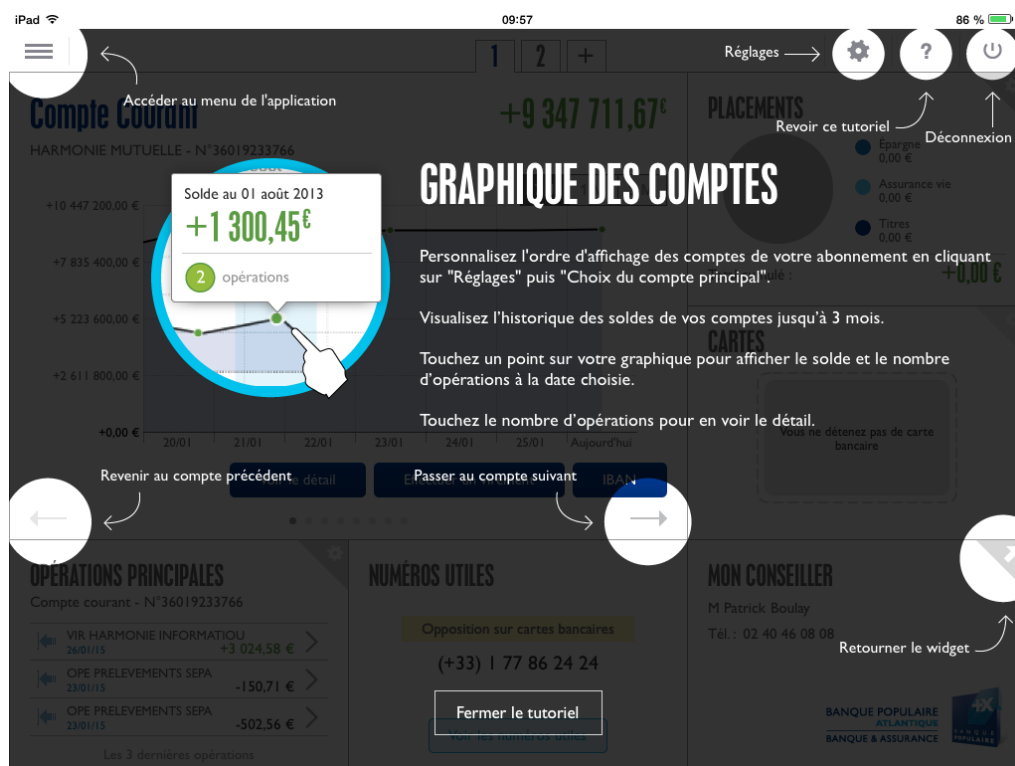 iPad
09:57
86 %
1
2
+
Réglages
?
Accéder au menu de l'application
Revoir ce tutoriel
Déconnexion
Compte Courant
+9 347 711,67€
HARMONIE MUTUELLE - N°36019233766
PLACEMENTS
Épargne
0,00 €
Assurance vie
0,00 €
Titres
0,00 €
+0,00 €
Solde au 01 août 2013
+1 300,45€
2 opérations
GRAPHIQUE DES COMPTES
Personnalisez l'ordre d'affichage des comptes de votre abonnement en cliquant
sur "Réglages" puis "Choix du compte principal".
Visualisez l'historique des soldes de vos comptes jusqu'à 3 mois.
Touchez un point sur votre graphique pour afficher le solde et le nombre
d'opérations à la date choisie.
Touchez le nombre d'opérations pour en voir le détail.
+10 447 200,00 €
+7 835 400,00 €
+5 223 600,00 €
+2 611 800,00 €
+0,00 €
20/01
21/01
22/01
23/01
24/01
25/01
Aujourd'hui
CARTES
Vous ne détenez pas de carte
bancaire
Revenir au compte précédent
Passer au compte suivant
le détail
IBAN
OPÉRATIONS PRINCIPALES
Compte courant - N°36019233766
VIR HARMONIE INFORMATIOU
26/01/15
+3 024,58 €
OPE PRELEVEMENTS SEPA
23/01/15
-150,71 €
OPE PRELEVEMENTS SEPA
23/01/15
-502,56 €
Les 3 dernières opérations
NUMÉROS UTILES
Opposition sur cartes bancaires
(+33) 1 77 86 24 24
Fermer le tutoriel
Voir les numéros utiles
MON CONSEILLER
M Patrick Boulay
Tél. : 02 40 46 08 08
Retourner le widget
BANQUE POPULAIRE
ATLANTIQUE
BANQUE & ASSURANCE
BANQUE
POPULAIRE